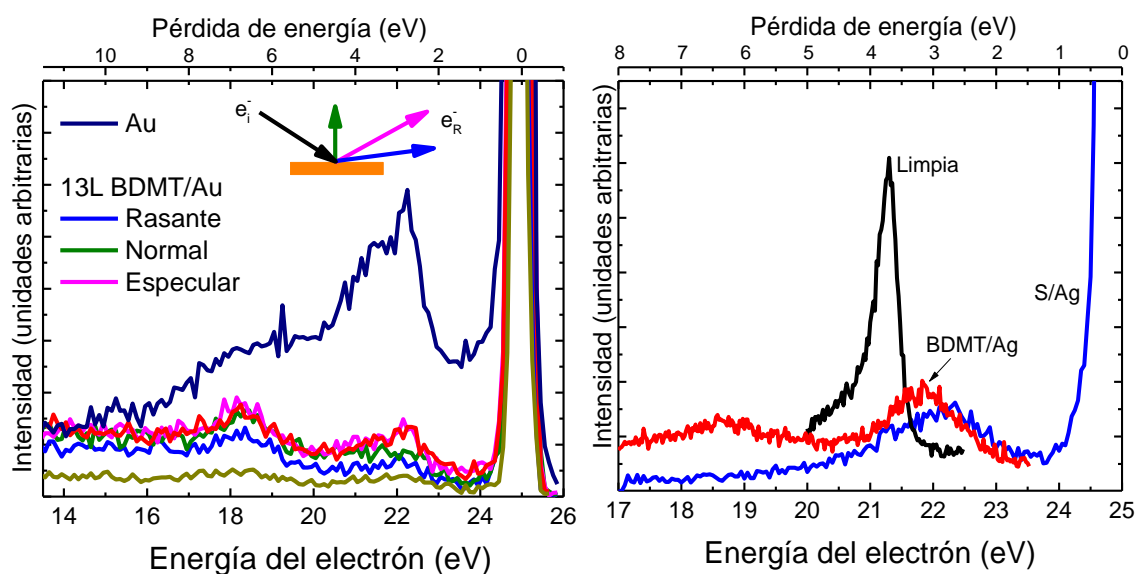 Pérdida de energía (eV)
10 8 6 4 2 0
Intensidad (unidades arbitrarias)
Au
13L BDMT/Au
Rasante
Normal
Especular
e i -
e R -
14 16 18 20 22 24 26
Energía del electrón (eV)
Pérdida de energía (eV)
8 7 6 5 4 3 2 1 0
Intensidad (unidades arbitrarias)
Limpia
S/Ag
BDMT/Ag
17 18 19 20 21 22 23 24 25
Energía del electrón (eV)